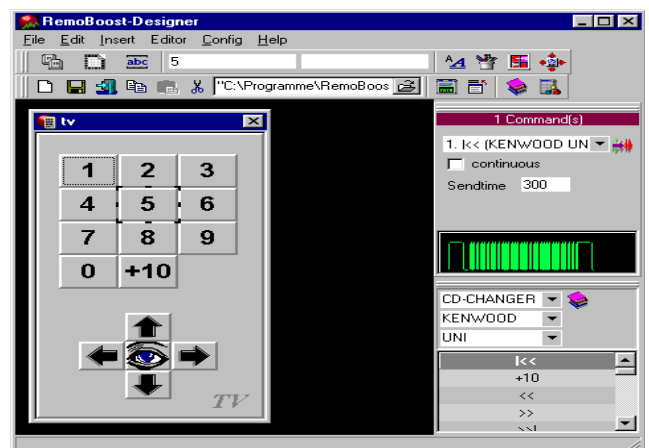 RemoBoost-Designer
File Edit Insert Editor Config Help
abc 5
"C:\Programme\RemoBoos
tv
1 2 3
4 5 6
7 8 9
0 +10
TV
1 Command(s)
1. |<< (KENWOOD UN
continuous
Sendtime 300
CD-CHANGER
KENWOOD
UNI
|<<
+10
<<
>>
>>|